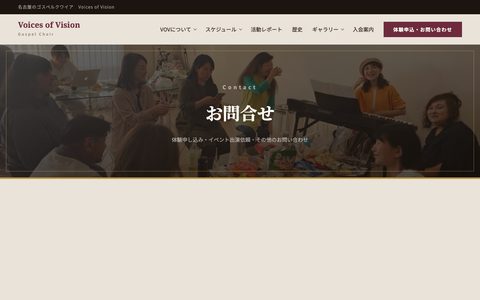 名古屋のゴスペルクワイア　Voices of Vision
Voices of Vision
Gospel Choir
VOVについて
スケジュール
活動レポート
歴史
ギャラリー
入会案内
体験申込・お問い合わせ
Contact
お問合せ
体験申し込み・イベント出演依頼・その他のお問い合わせ